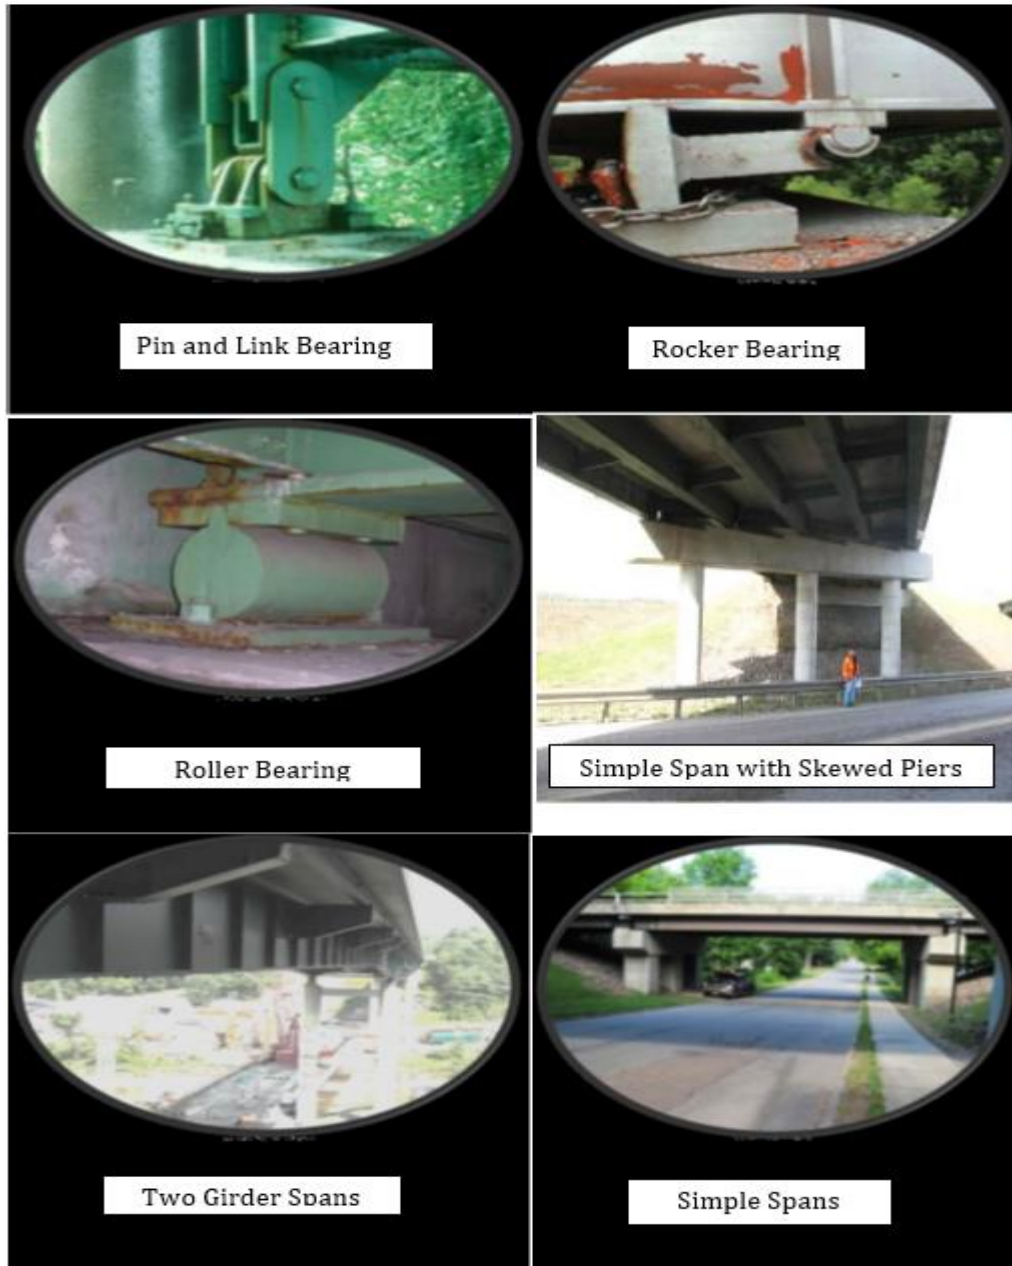 Pin and Link Bearing
Rocker Bearing
Roller Bearing
Simple Span with Skewed Piers
Two Girder Spans
Simple Spans